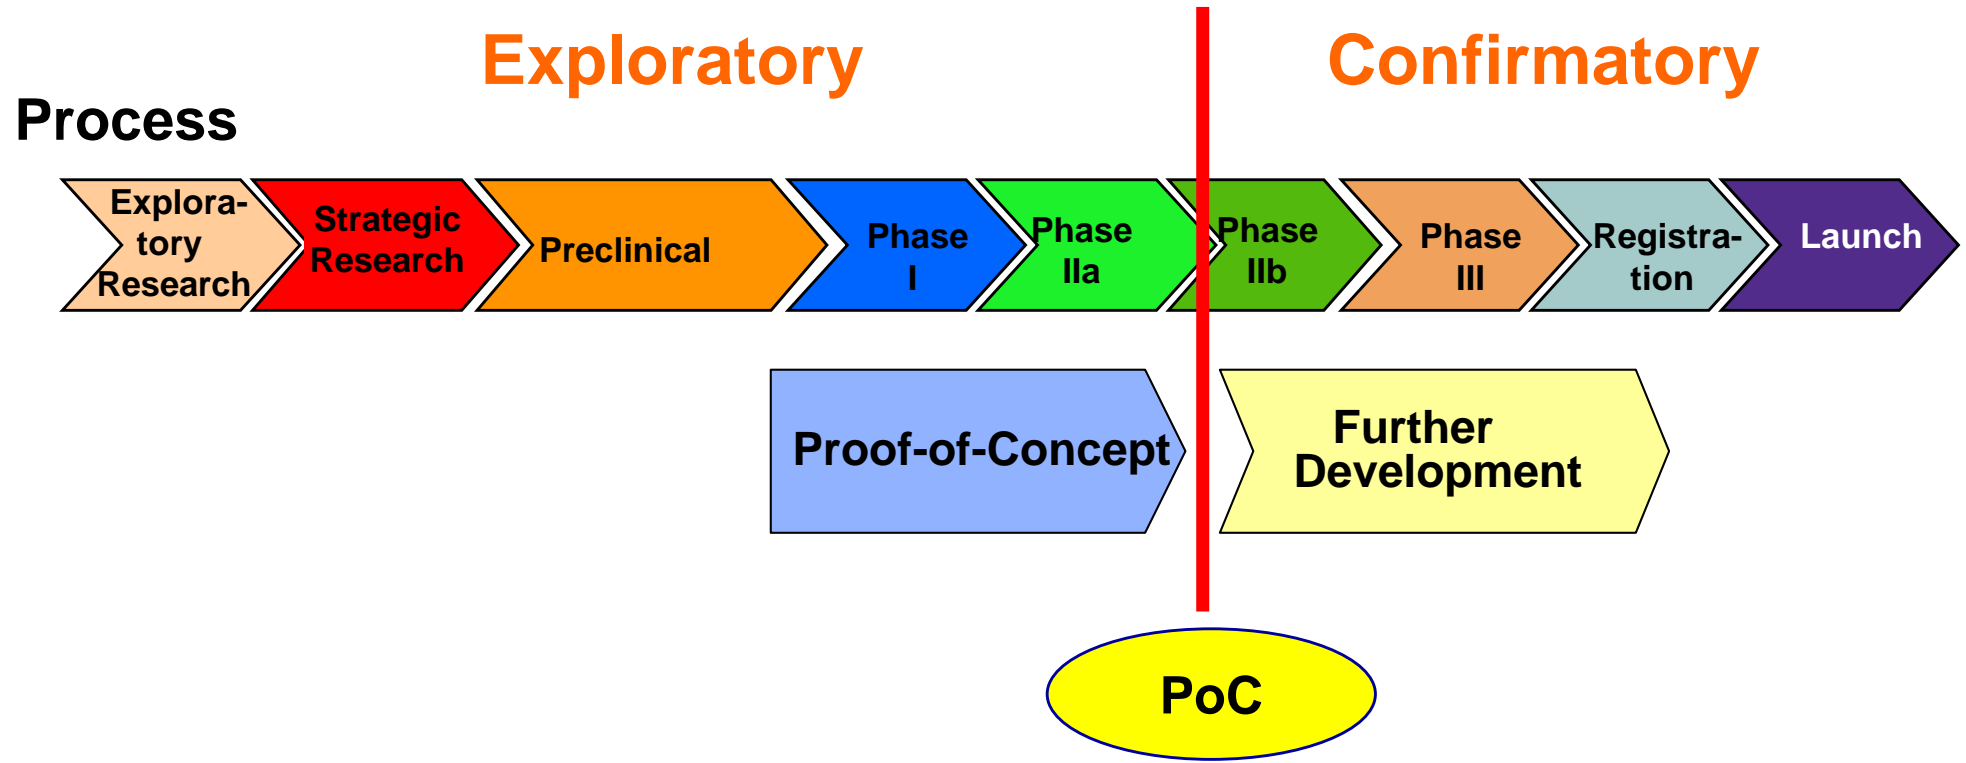 Exploratory
Confirmatory
Process
Explora-
tory
Research
Strategic
Research
Preclinical
Phase
I
Phase
IIa
Phase
IIb
Phase
III
Registra-
tion
Launch
Proof-of-Concept
Further
Development
PoC